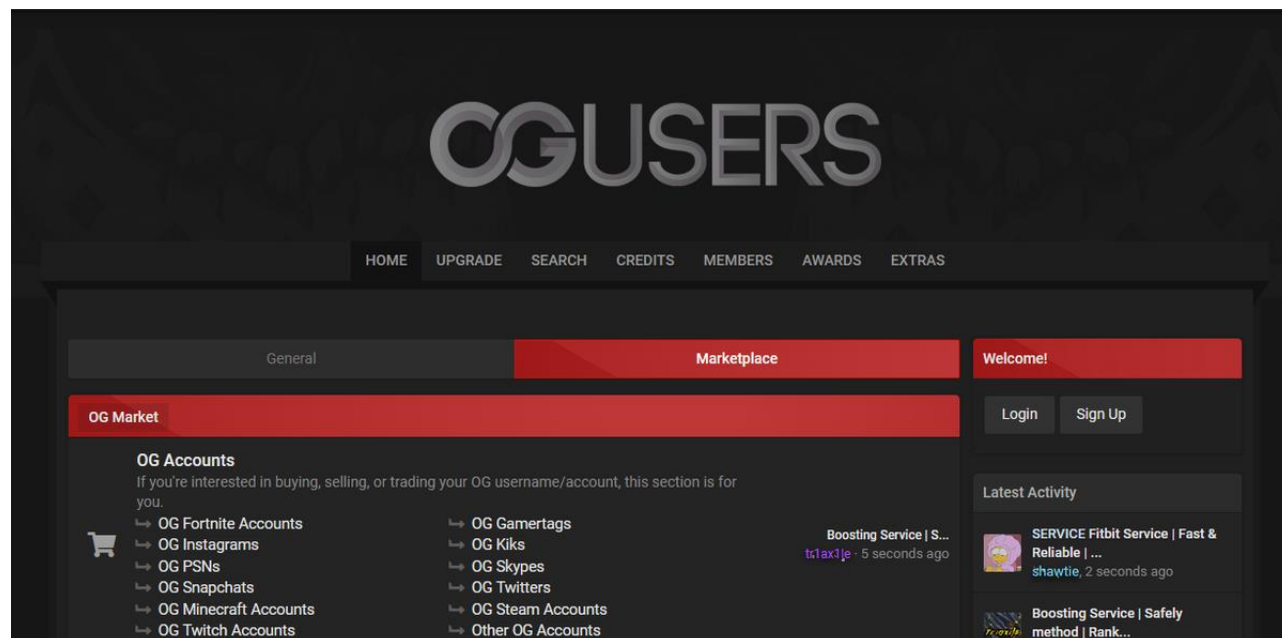 OGUSERS
HOME UPGRADE SEARCH CREDITS MEMBERS AWARDS EXTRAS
General Marketplace
OG Market
OG Accounts
If you're interested in buying, selling, or trading your OG username/account, this section is for
you.
OG Fortnite Accounts
OG Instagrams
OG PSNs
OG Snapchats
OG Minecraft Accounts
OG Twitch Accounts
OG Gamertags
OG Kiks
OG Skypes
OG Twitters
OG Steam Accounts
Other OG Accounts
Boosting Service | S...
· 5 seconds ago
Welcome!
Login Sign Up
Latest Activity
SERVICE Fitbit Service | Fast &
Reliable | ...
shawtie, 2 seconds ago
Boosting Service | Safely
method | Rank...